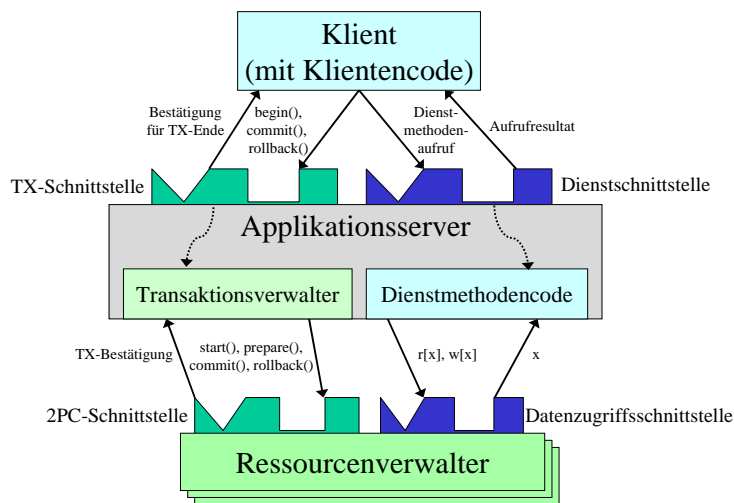 Klient
(mit Klientencode)
Bestätigung
für TX-Ende
begin(),
commit(),
rollback()
Dienst-
methoden-
aufruf
Aufrufresultat
TX-Schnittstelle
Dienstschnittstelle
Applikationsserver
Transaktionsverwalter
Dienstmethodencode
TX-Bestätigung
start(), prepare(),
commit(), rollback()
r[x], w[x]
x
2PC-Schnittstelle
Datenzugriffsschnittstelle
Ressourcenverwalter